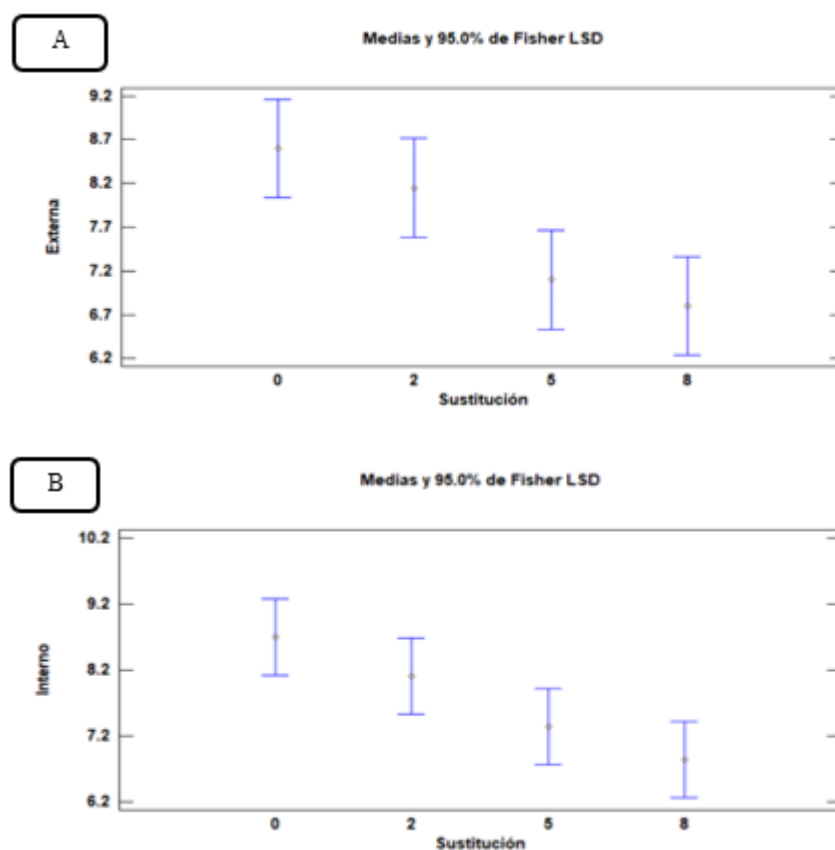 A
Medias y 95.0% de Fisher LSD
9.2
8.7
8.2
7.7
7.2
6.7
6.2
Externa
0 2 5 8
Sustitución
B
Medias y 95.0% de Fisher LSD
10.2
9.2
8.2
7.2
6.2
Interno
0 2 5 8
Sustitución